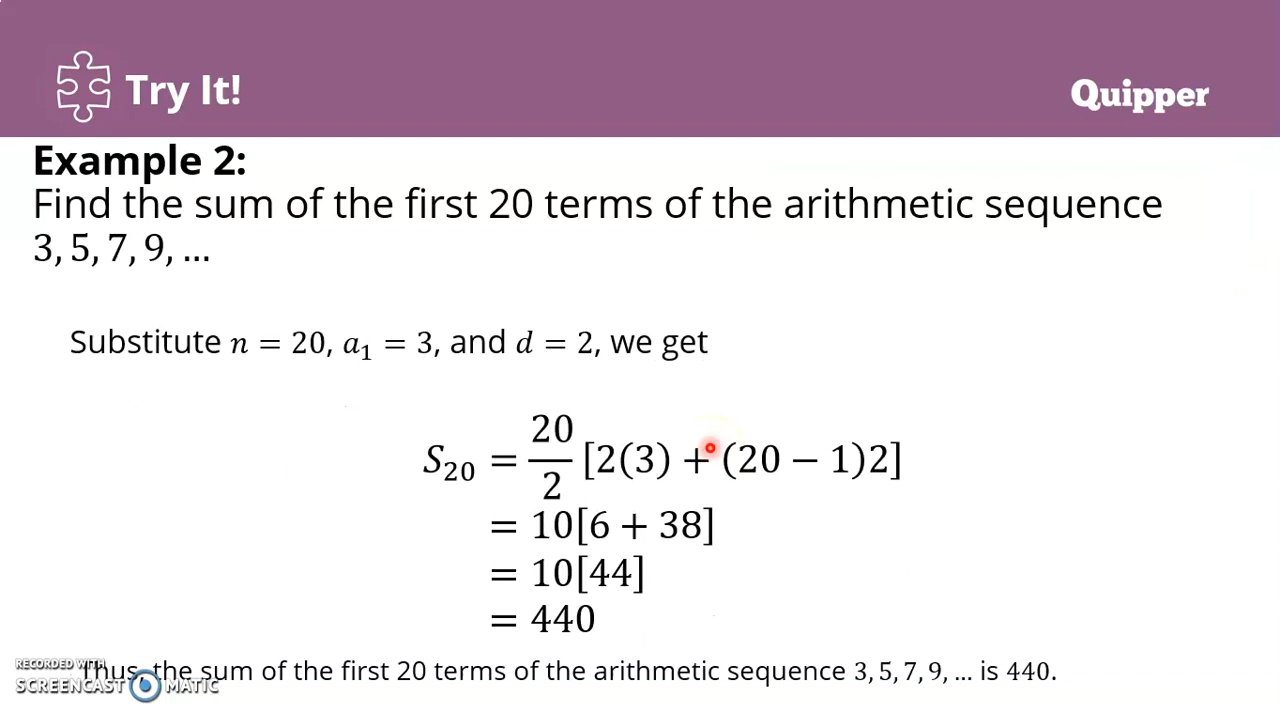 Try It!
Quipper
Example 2:
Find the sum of the first 20 terms of the arithmetic sequence
3, 5, 7, 9, ...
Substitute n = 20, a₁ = 3, and d = 2, we get
S₂₀ = 20/2 [2(3) + (20 − 1)2]
= 10[6 + 38]
= 10[44]
= 440
Thus, the sum of the first 20 terms of the arithmetic sequence 3, 5, 7, 9, ... is 440.
RECORDED WITH
SCREENCAST MATIC